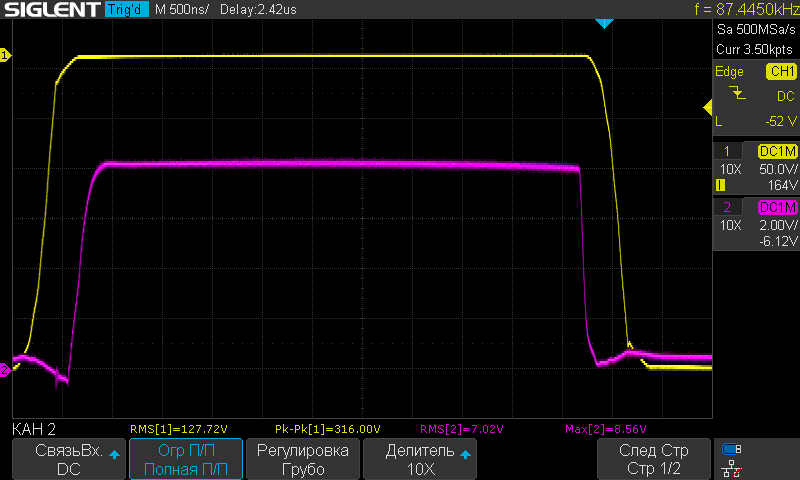 SIGLENT Trig'd M 500ns/ Delay:2.42us f = 87.4450kHz
Sa 500MSa/s
Curr 3.50kpts
Edge CH1
DC
L -52 V
1 DC1M
10X 50.0V/
164V
2 DC1M
10X 2.00V/
-6.12V
1
2
КАН 2 RMS[1]=127.72V Pk-Pk[1]=316.00V RMS[2]=7.02V Max[2]=8.56V
СвязьВх. Огр П/П Регулировка Делитель След Стр
DC Полная П/П Грубо 10X Стр 1/2